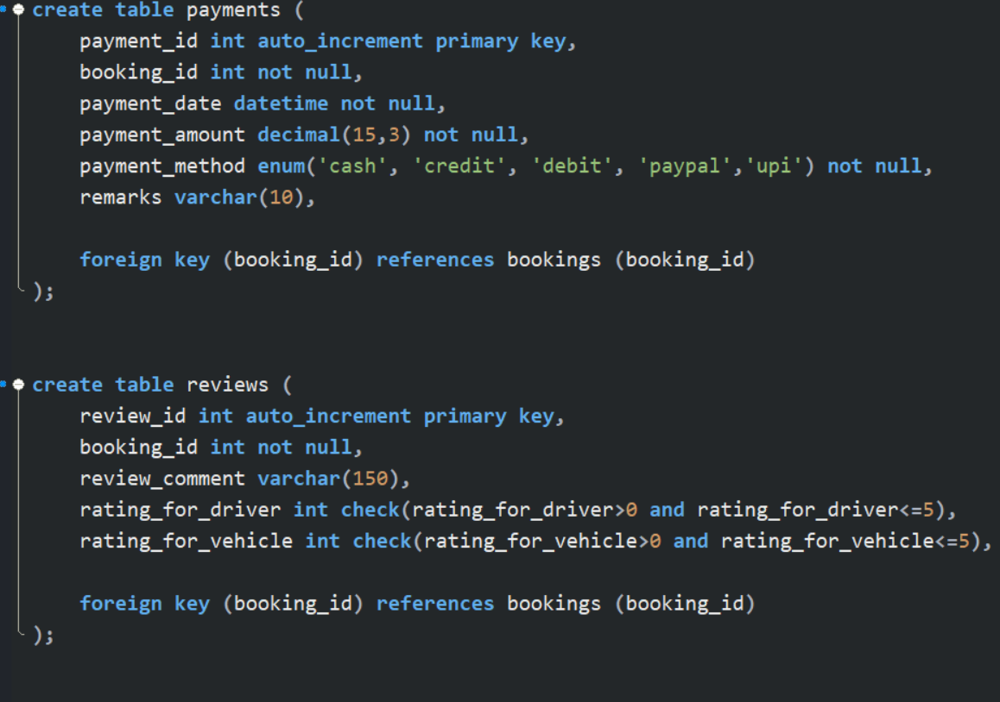 create table payments (
payment_id int auto_increment primary key,
booking_id int not null,
payment_date datetime not null,
payment_amount decimal(15,3) not null,
payment_method enum('cash', 'credit', 'debit', 'paypal','upi') not null,
remarks varchar(10),
foreign key (booking_id) references bookings (booking_id)
);
create table reviews (
review_id int auto_increment primary key,
booking_id int not null,
review_comment varchar(150),
rating_for_driver int check(rating_for_driver>0 and rating_for_driver<=5),
rating_for_vehicle int check(rating_for_vehicle>0 and rating_for_vehicle<=5),
foreign key (booking_id) references bookings (booking_id)
);